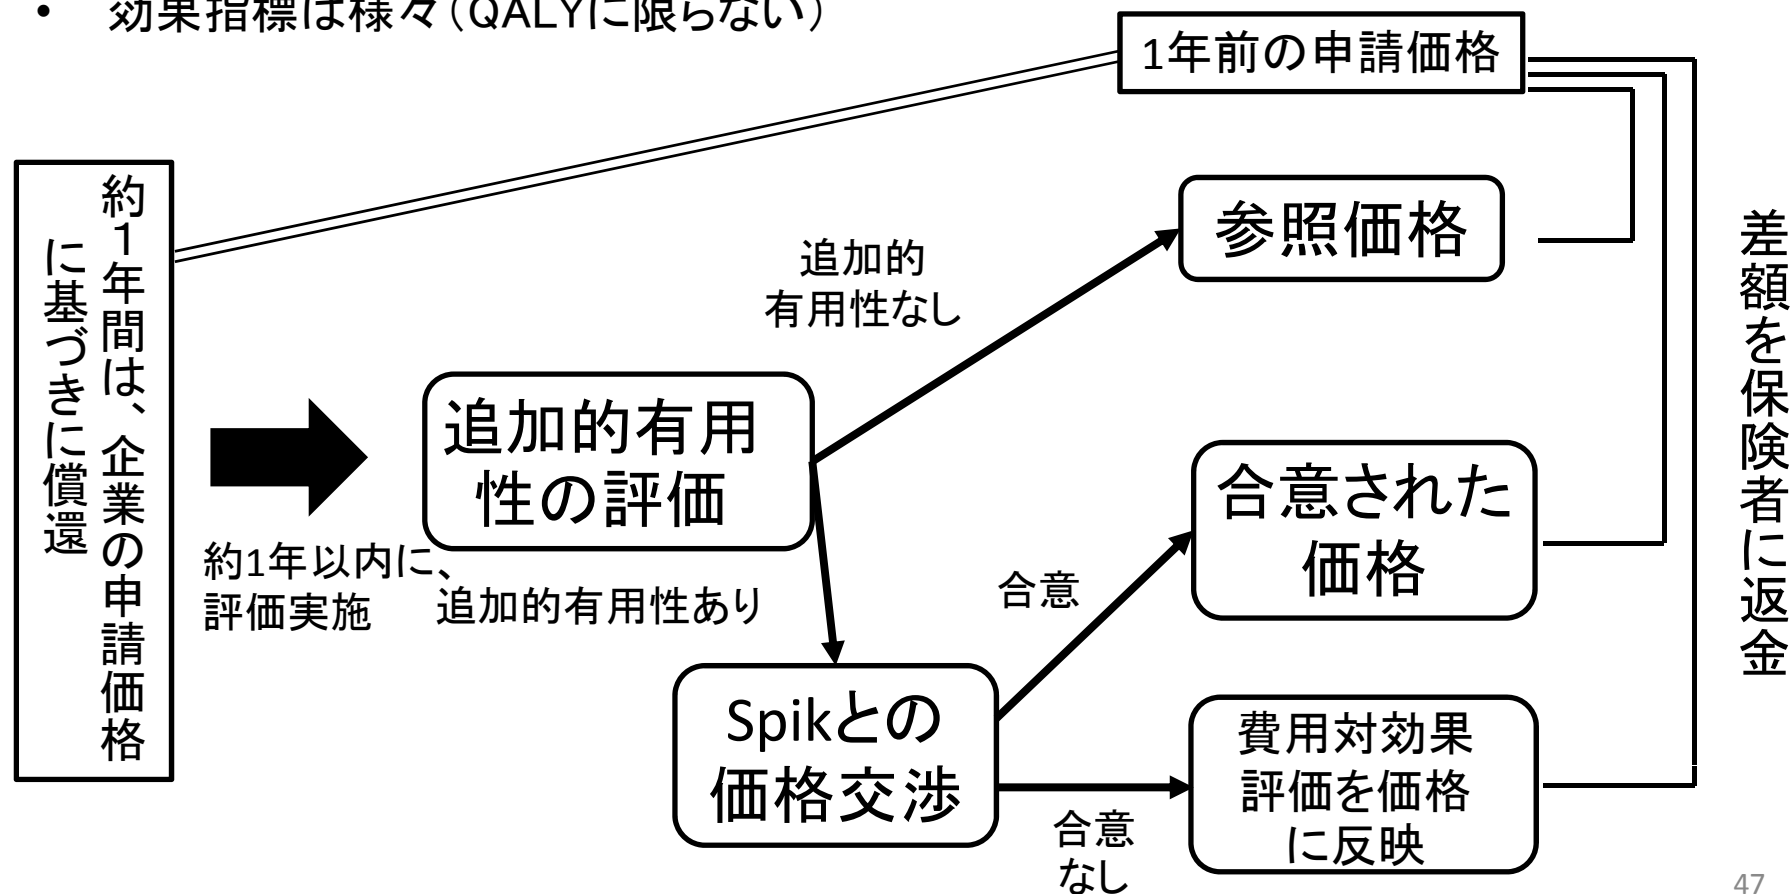 • 効果指標は様々（QALYに限らない）
1年前の申請価格
約１年間は、企業の申請価格
に基づきに償還
参照価格
追加的
有用性なし
差額を保険者に返金
追加的有用
性の評価
合意された
価格
約1年以内に、
評価実施
追加的有用性あり
合意
Spikとの
価格交渉
費用対効果
評価を価格
に反映
合意
なし
47